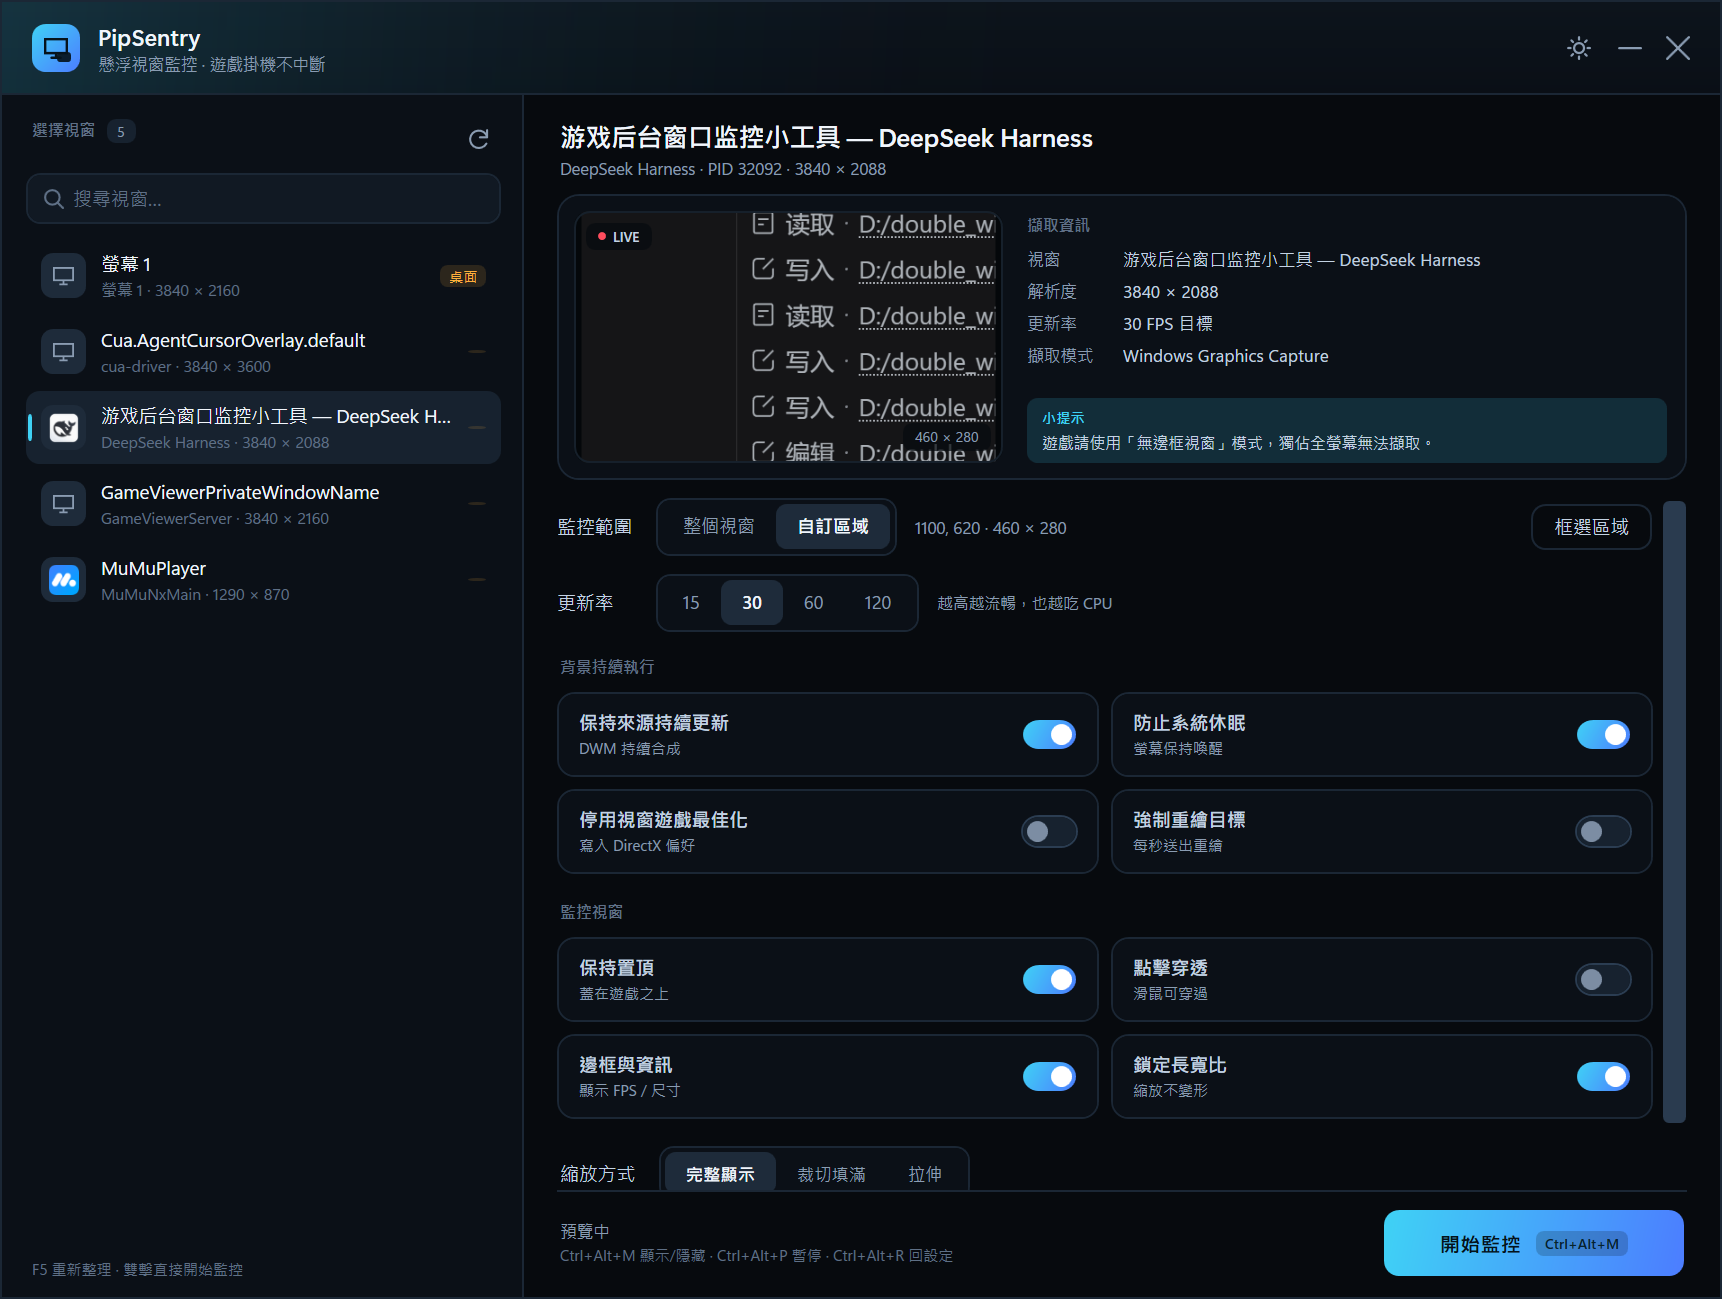 PipSentry
懸浮視窗監控 · 遊戲掛機不中斷
選擇視窗 5
搜尋視窗...
螢幕 1
螢幕 1 · 3840 × 2160
桌面
Cua.AgentCursorOverlay.default
cua-driver · 3840 × 3600
游戏后台窗口监控小工具 — DeepSeek H...
DeepSeek Harness · 3840 × 2088
GameViewerPrivateWindowName
GameViewerServer · 3840 × 2160
MuMuPlayer
MuMuNxMain · 1290 × 870
F5 重新整理 · 雙擊直接開始監控
游戏后台窗口监控小工具 — DeepSeek Harness
DeepSeek Harness · PID 32092 · 3840 × 2088
LIVE
读取 · D:/double_wi
写入 · D:/double_wi
读取 · D:/double_wi
写入 · D:/double_wi
写入 · D:/double_wi
编辑 · D:/double_wi
460 × 280
擷取資訊
視窗 游戏后台窗口监控小工具 — DeepSeek Harness
解析度 3840 × 2088
更新率 30 FPS 目標
擷取模式 Windows Graphics Capture
小提示
遊戲請使用「無邊框視窗」模式，獨佔全螢幕無法擷取。
監控範圍 整個視窗 自訂區域 1100, 620 · 460 × 280 框選區域
更新率 15 30 60 120 越高越流暢，也越吃 CPU
背景持續執行
保持來源持續更新
DWM 持續合成
防止系統休眠
螢幕保持喚醒
停用視窗遊戲最佳化
寫入 DirectX 偏好
強制重繪目標
每秒送出重繪
監控視窗
保持置頂
蓋在遊戲之上
點擊穿透
滑鼠可穿過
邊框與資訊
顯示 FPS / 尺寸
鎖定長寬比
縮放不變形
縮放方式 完整顯示 裁切填滿 拉伸
預覽中
Ctrl+Alt+M 顯示/隱藏 · Ctrl+Alt+P 暫停 · Ctrl+Alt+R 回設定
開始監控 Ctrl+Alt+M